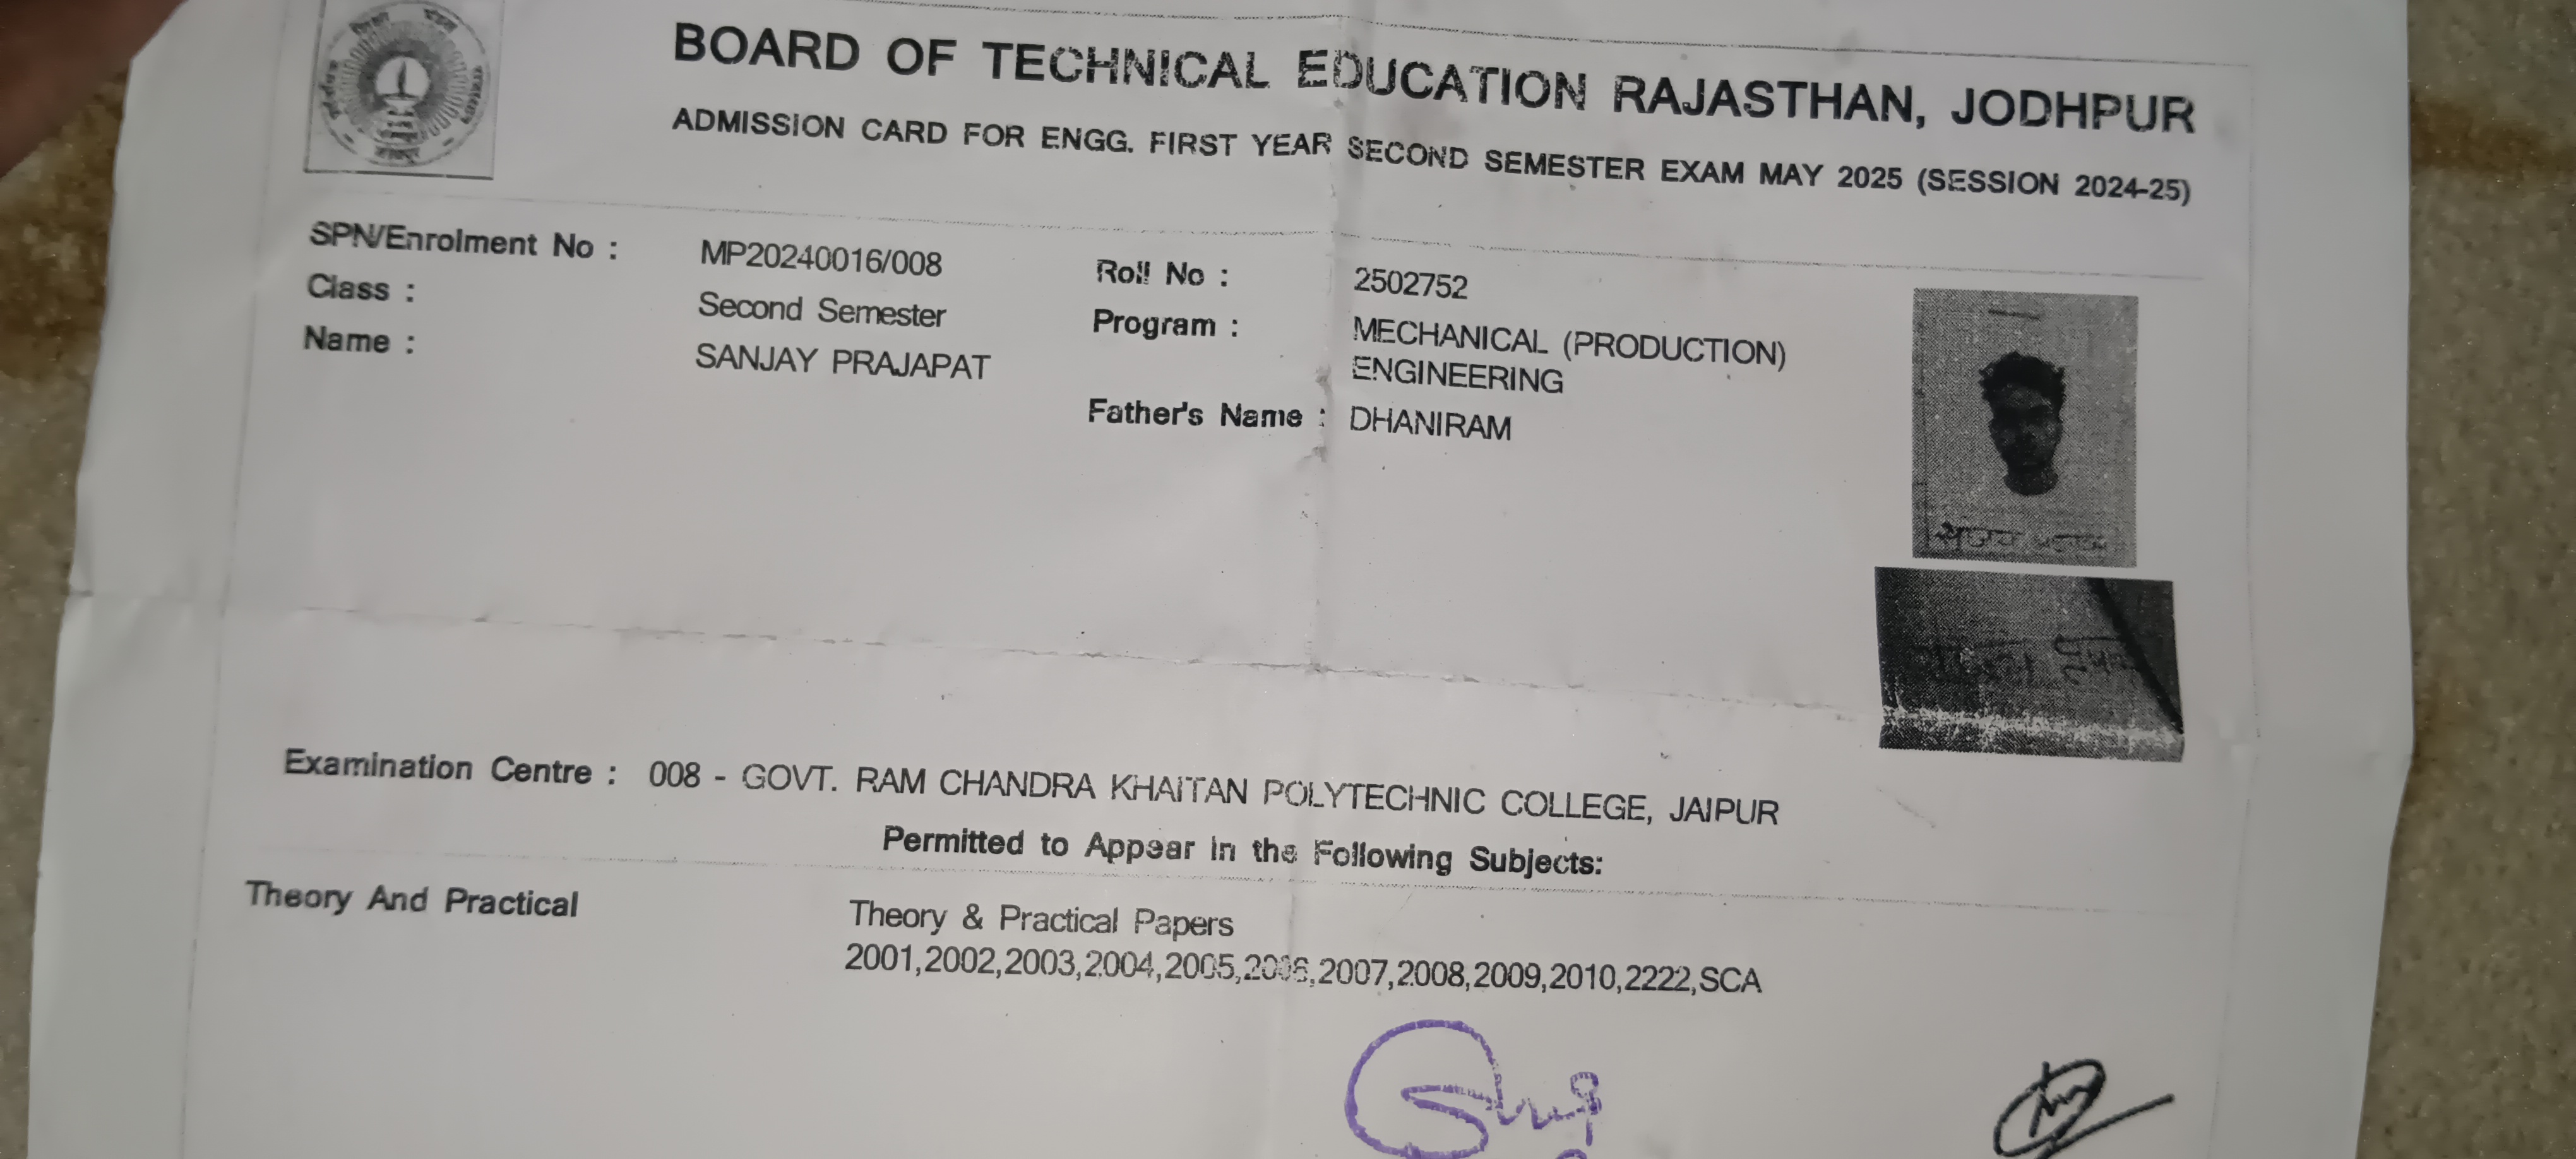 BOARD OF TECHNICAL EDUCATION RAJASTHAN, JODHPUR
ADMISSION CARD FOR ENGG. FIRST YEAR SECOND SEMESTER EXAM MAY 2025 (SESSION 2024-25)
SPN/Enrolment No : MP20240016/008 Roll No : 2502752
Class : Second Semester Program : MECHANICAL (PRODUCTION)
ENGINEERING
Name : SANJAY PRAJAPAT
Father's Name : DHANIRAM
Examination Centre : 008 - GOVT. RAM CHANDRA KHAITAN POLYTECHNIC COLLEGE, JAIPUR
Permitted to Appear in the Following Subjects:
Theory And Practical Theory & Practical Papers
2001,2002,2003,2004,2005,2006,2007,2008,2009,2010,2222,SCA